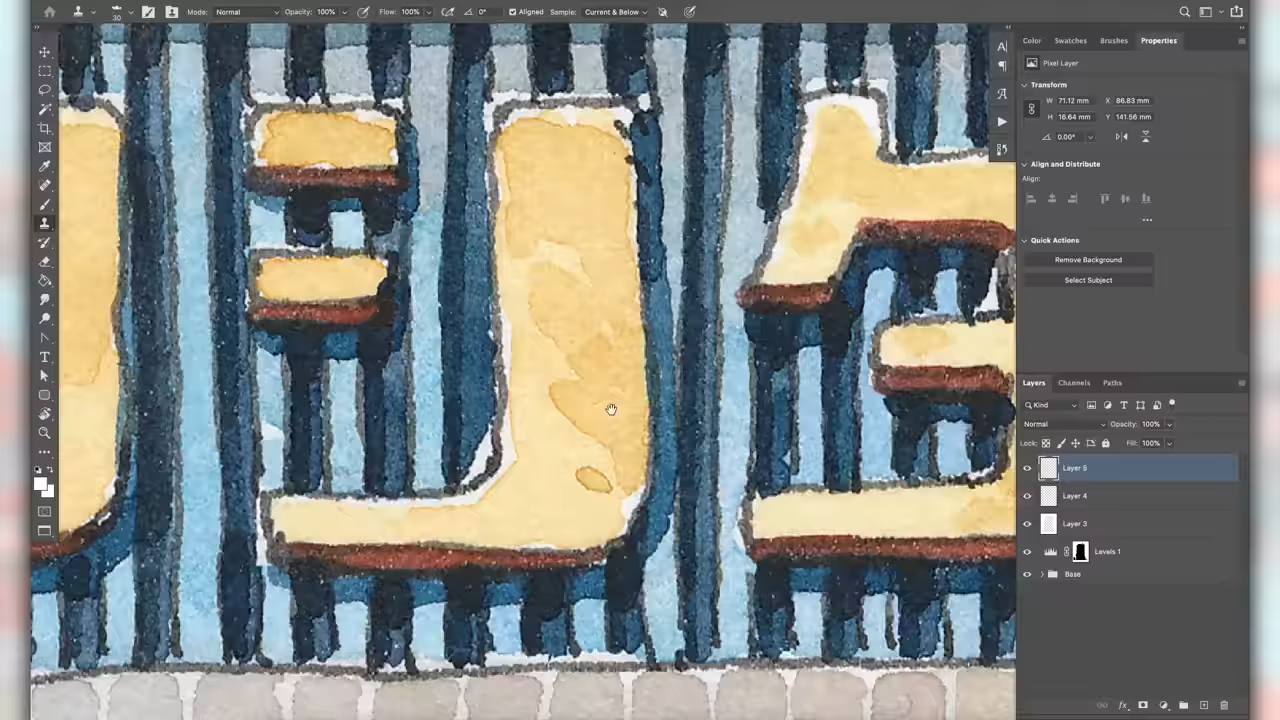 30 Mode: Normal Opacity: 100% Flow: 100% 0° Aligned Sample: Current & Below
Color Swatches Brushes Properties
Pixel Layer
Transform
W 71.12 mm X 86.83 mm
H 16.64 mm Y 141.56 mm
0.00°
Align and Distribute
Align:
Quick Actions
Remove Background
Select Subject
Layers Channels Paths
Kind
Normal Opacity: 100%
Lock: Fill: 100%
Layer 5
Layer 4
Layer 3
Levels 1
Base
fx